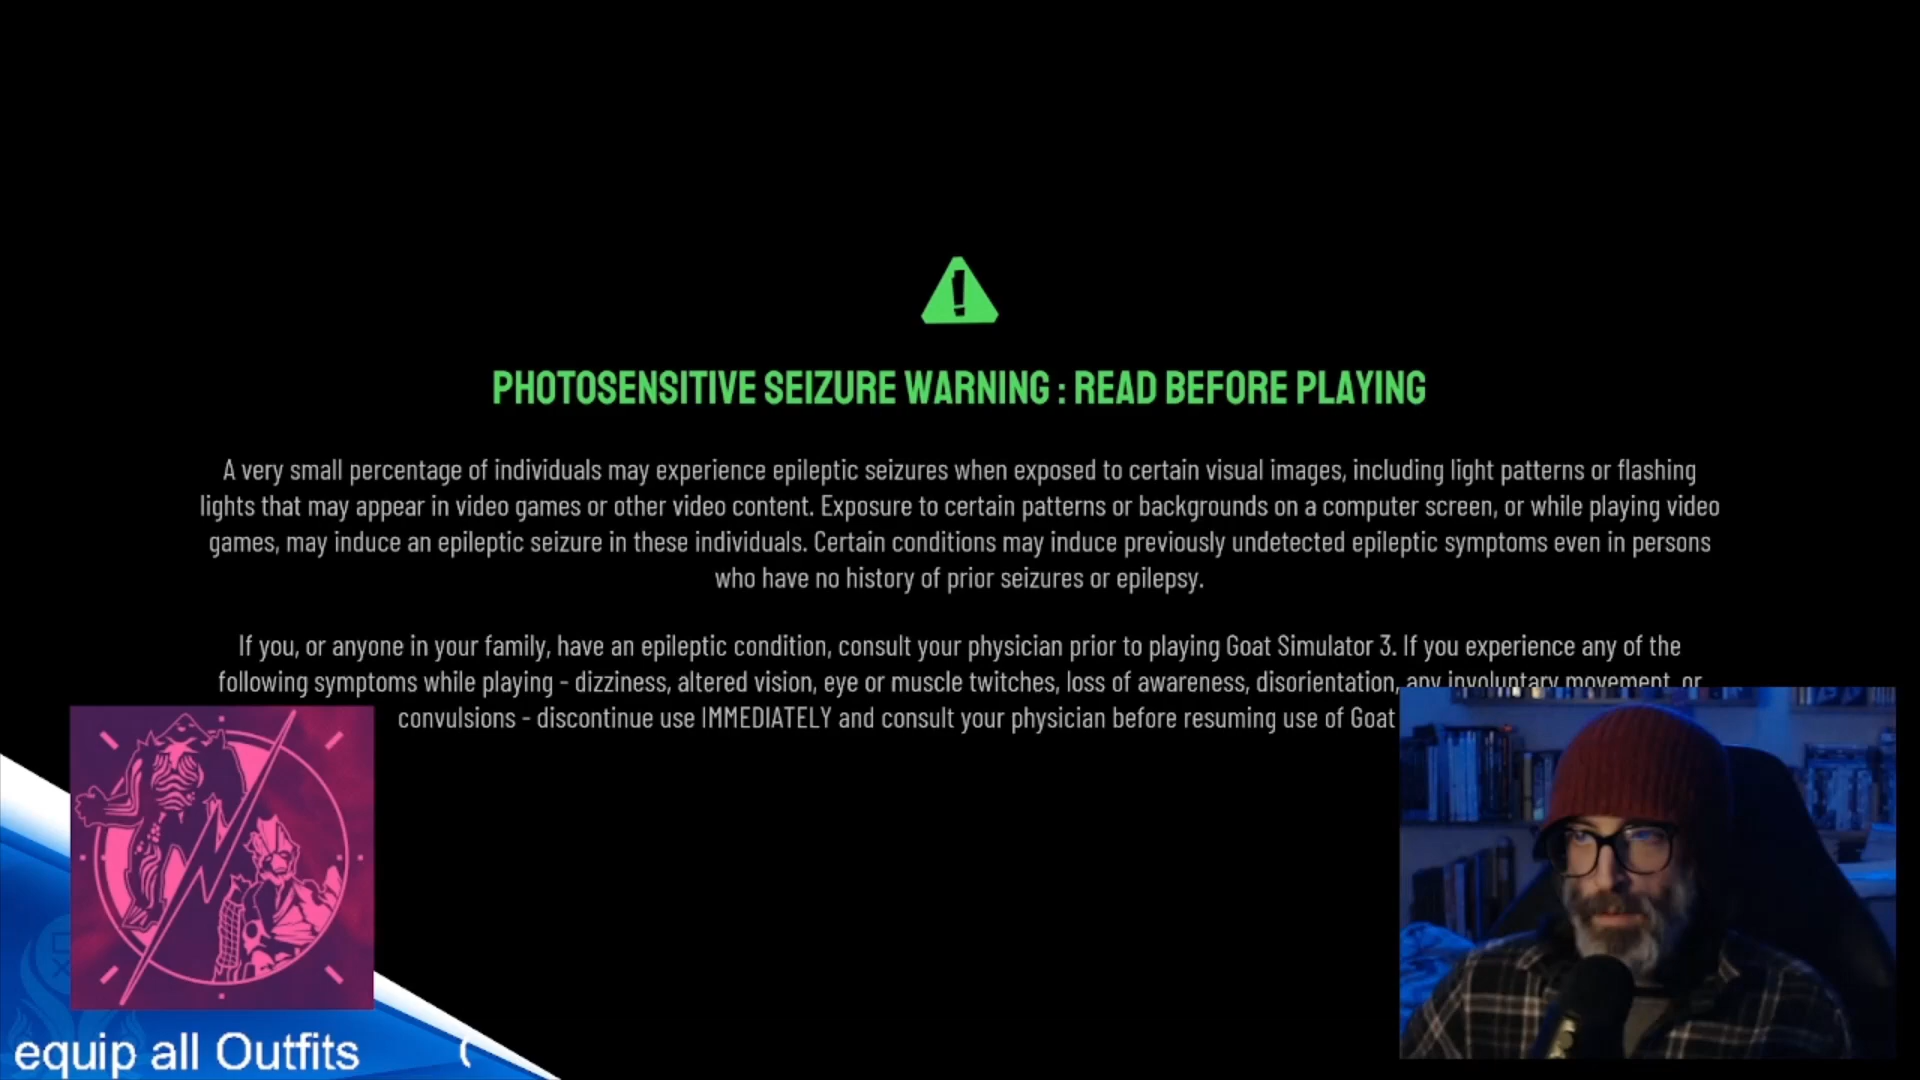 PHOTOSENSITIVE SEIZURE WARNING : READ BEFORE PLAYING
A very small percentage of individuals may experience epileptic seizures when exposed to certain visual images, including light patterns or flashing
lights that may appear in video games or other video content. Exposure to certain patterns or backgrounds on a computer screen, or while playing video
games, may induce an epileptic seizure in these individuals. Certain conditions may induce previously undetected epileptic symptoms even in persons
who have no history of prior seizures or epilepsy.
If you, or anyone in your family, have an epileptic condition, consult your physician prior to playing Goat Simulator 3. If you experience any of the
following symptoms while playing - dizziness, altered vision, eye or muscle twitches, loss of awareness, disorientation, any involuntary movement, or
convulsions - discontinue use IMMEDIATELY and consult your physician before resuming use of Goat
equip all Outfits (